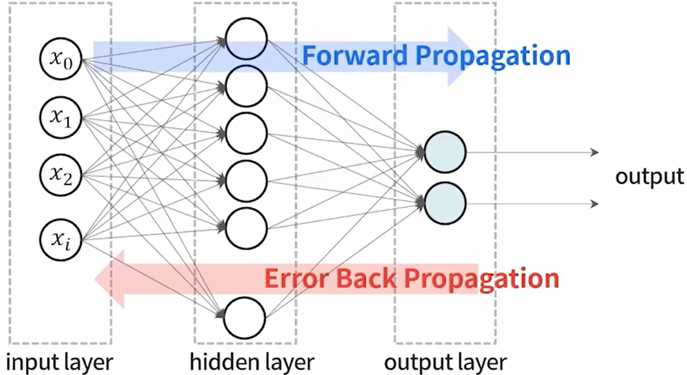 Forward Propagation
x₀
x₁
x₂
xᵢ
output
Error Back Propagation
input layer
hidden layer
output layer